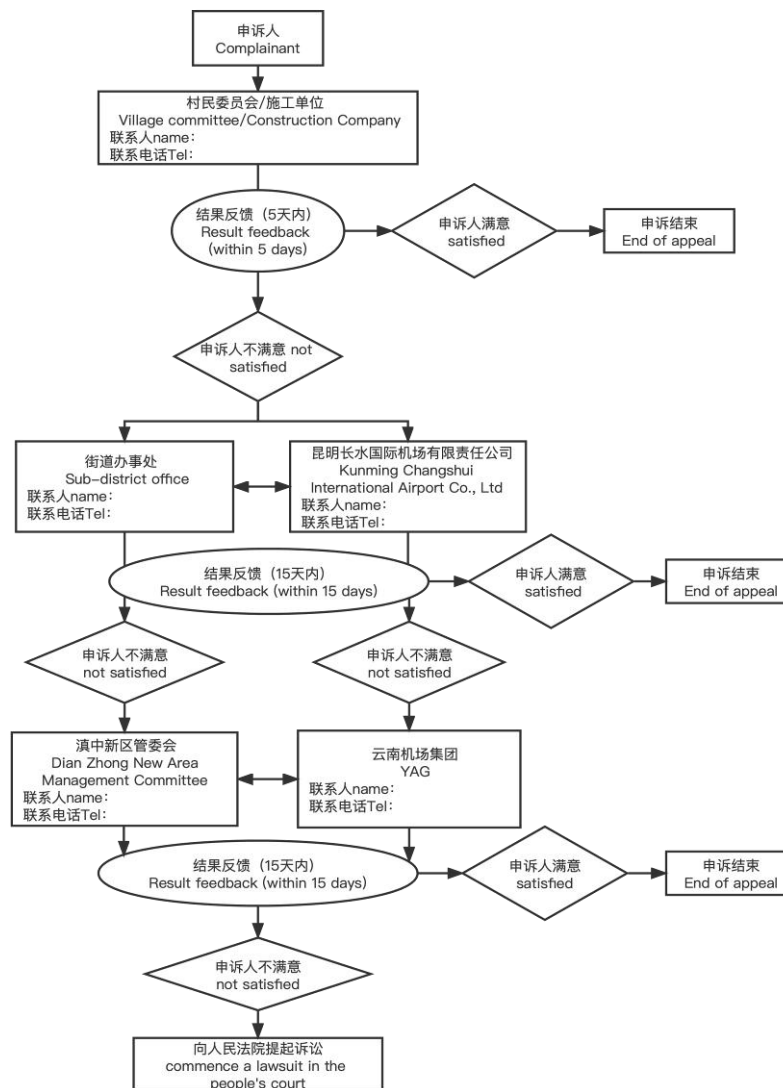 申诉人
Complainant
村民委员会/施工单位
Village committee/Construction Company
联系人name：
联系电话Tel：
结果反馈（5天内）
Result feedback
(within 5 days)
申诉人满意
satisfied
申诉结束
End of appeal
申诉人不满意 not
satisfied
街道办事处
Sub-district office
联系人name：
联系电话Tel：
昆明长水国际机场有限责任公司
Kunming Changshui
International Airport Co., Ltd
联系人name：
联系电话Tel：
结果反馈（15天内）
Result feedback (within 15 days)
申诉人满意
satisfied
申诉结束
End of appeal
申诉人不满意
not satisfied
申诉人不满意
not satisfied
滇中新区管委会
Dian Zhong New Area
Management Committee
联系人name：
联系电话Tel：
云南机场集团
YAG
联系人name：
联系电话Tel：
结果反馈（15天内）
Result feedback (within 15 days)
申诉人满意
satisfied
申诉结束
End of appeal
申诉人不满意
not satisfied
向人民法院提起诉讼
commence a lawsuit in the
people's court